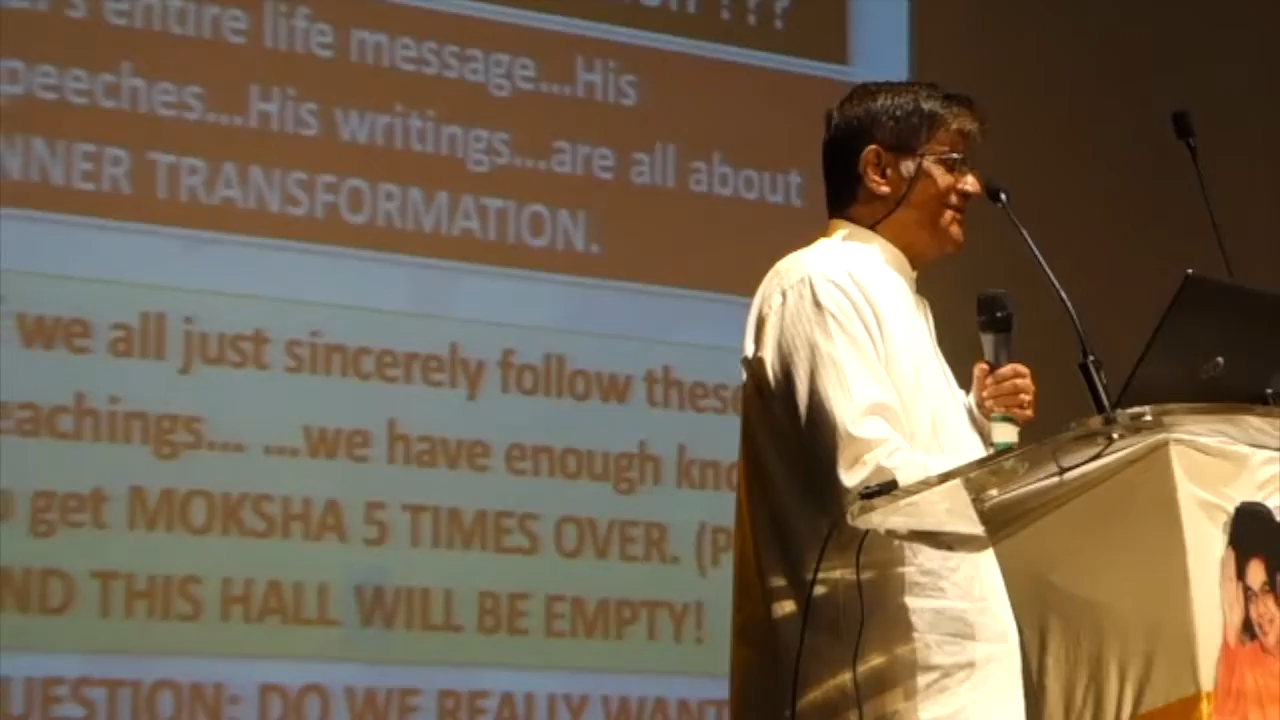 ???
entire life message...His
speeches...His writings...are all about
INNER TRANSFORMATION.
we all just sincerely follow these
teachings... ...we have enough
get MOKSHA 5 TIMES OVER. (P
AND THIS HALL WILL BE EMPTY!
QUESTION: DO WE REALLY WANT